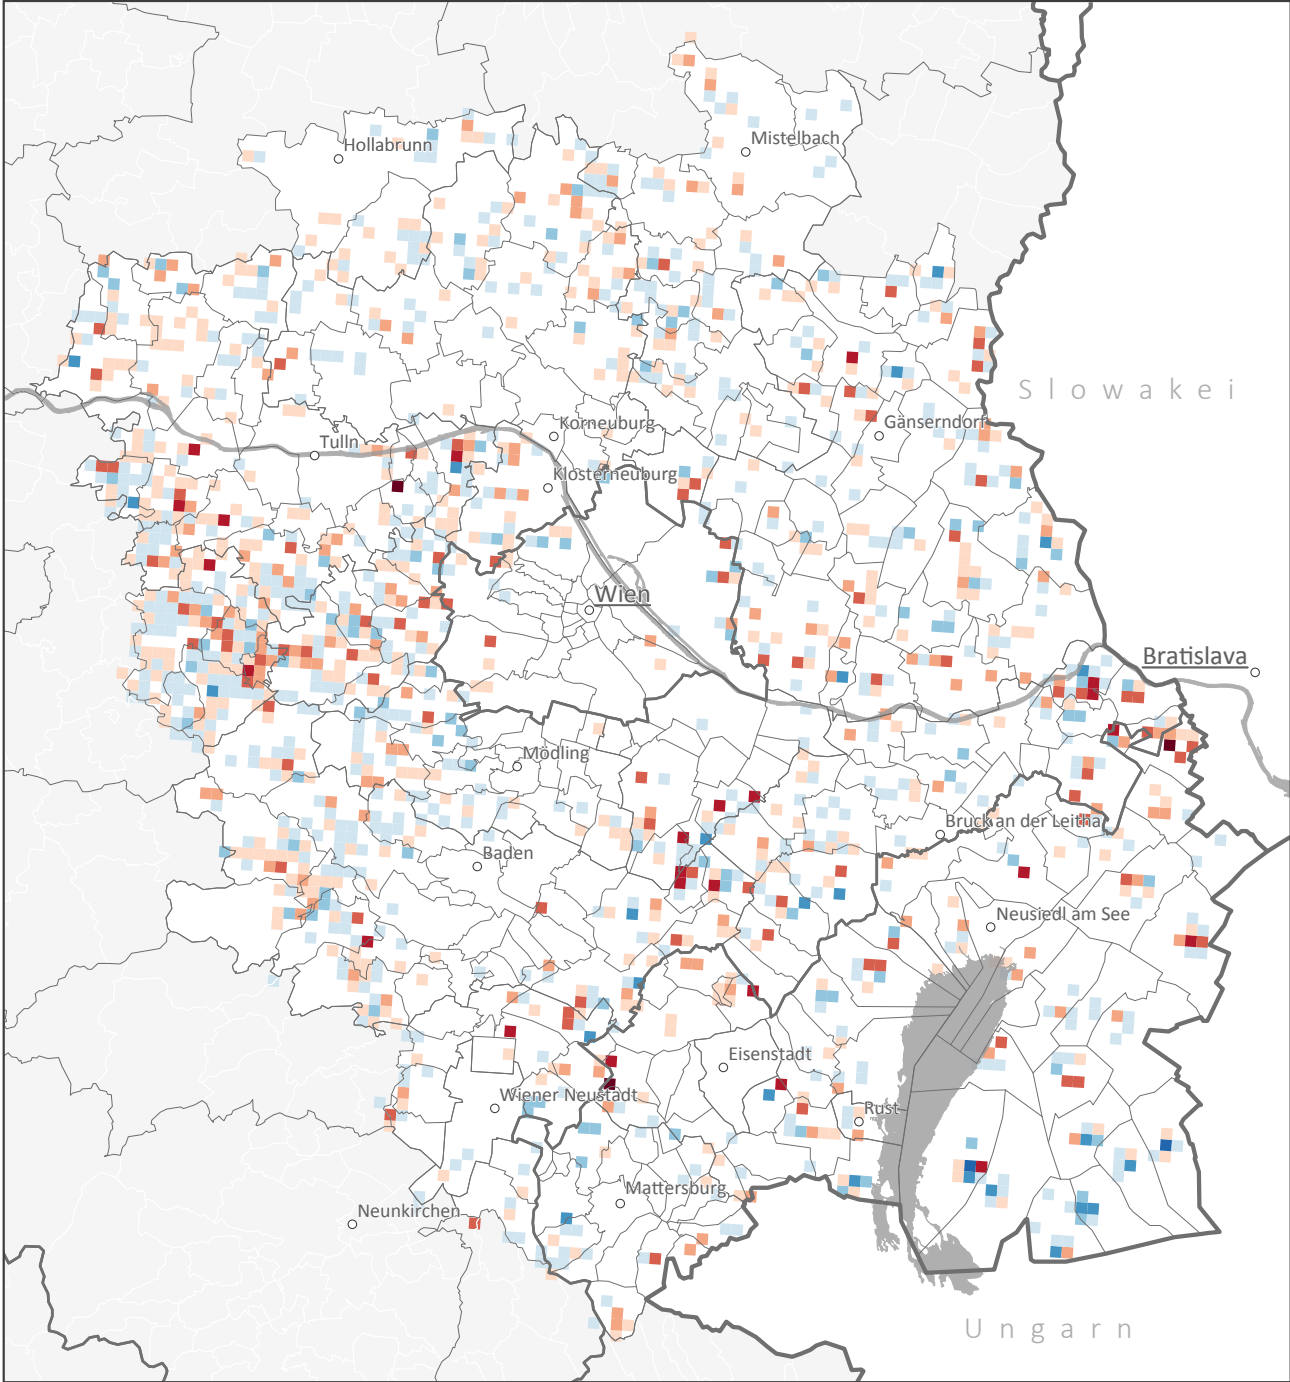 Mistelbach
Hollabrunn
Slowakei
Korneuburg
Gänserndorf
Tulln
Klosterneuburg
Wien
Bratislava
Mödling
Bruck an der Leitha
Baden
Neusiedl am See
Eisenstadt
Wiener Neustadt
Rust
Mattersburg
Neunkirchen
Ungarn